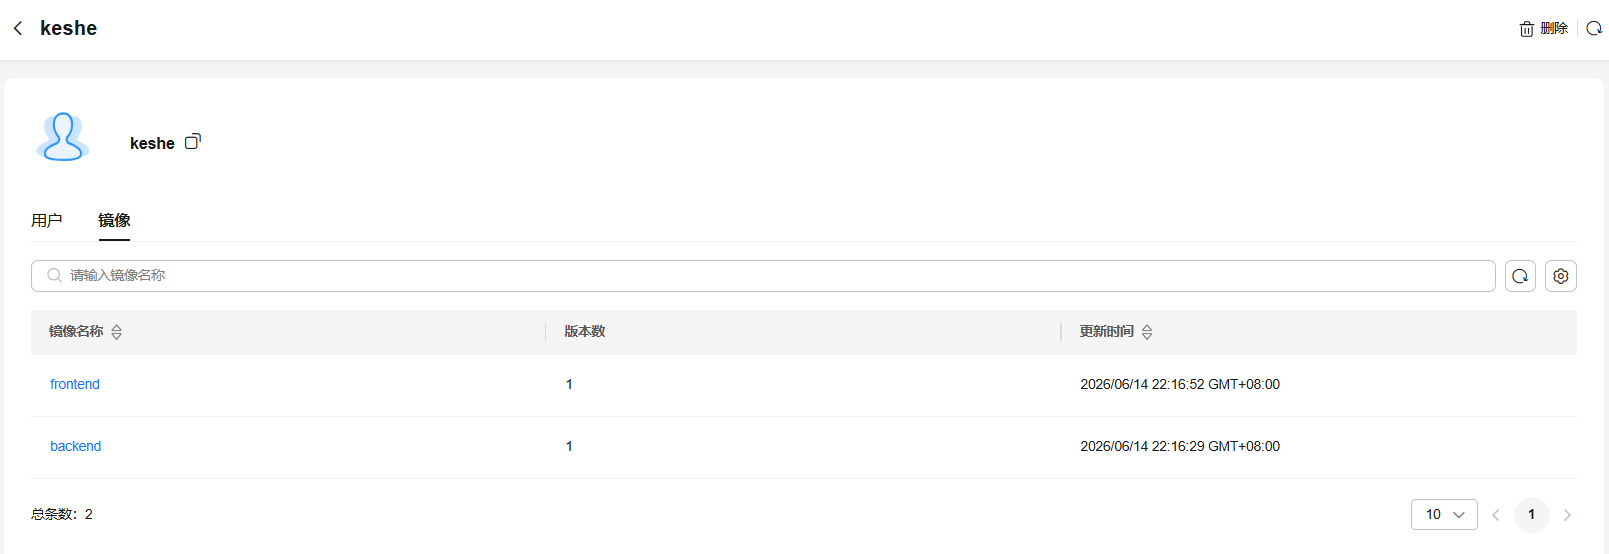 keshe
删除
keshe
用户 镜像
请输入镜像名称
镜像名称 版本数 更新时间
frontend 1 2026/06/14 22:16:52 GMT+08:00
backend 1 2026/06/14 22:16:29 GMT+08:00
总条数：2 10 1